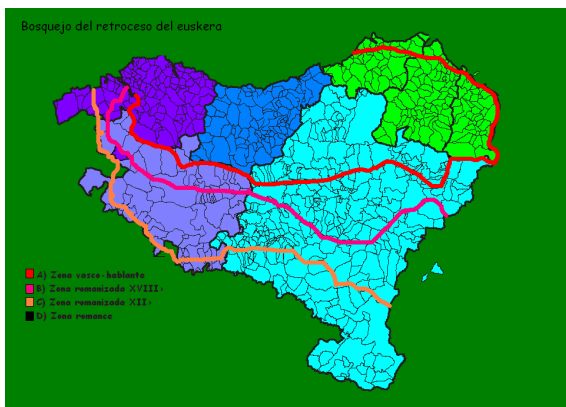 Bosquejo del retroceso del euskera
A) Zona vasco-hablante
B) Zona romanizada XVIII›
C) Zona romanizada XII›
D) Zona romance